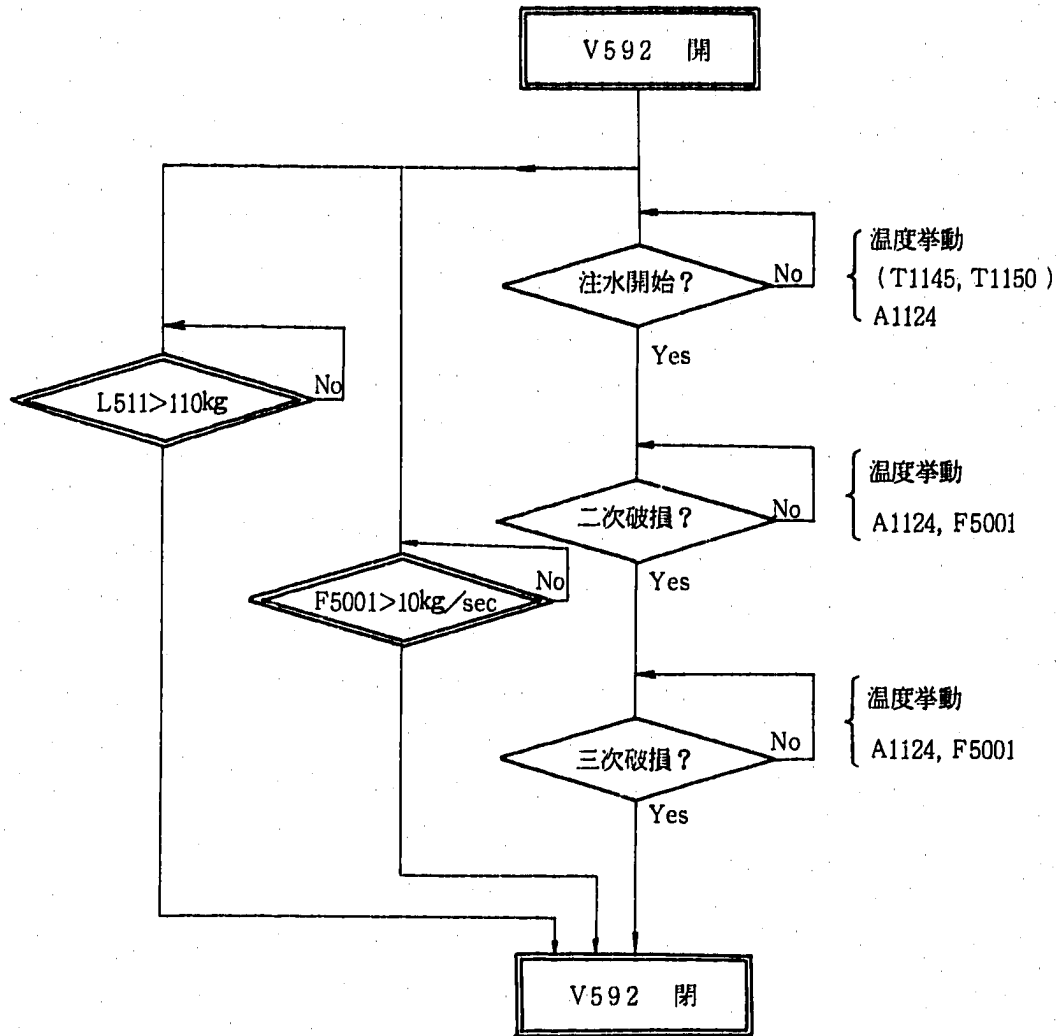 V592 開
注水開始？
No
温度挙動
(T1145, T1150)
A1124
Yes
L511>110kg
No
二次破損？
No
温度挙動
A1124, F5001
Yes
F5001>10kg/sec
No
三次破損？
No
温度挙動
A1124, F5001
Yes
V592 閉